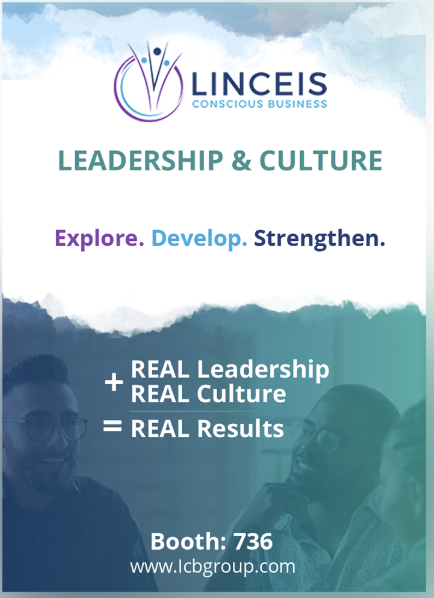 LINCEIS
CONSCIOUS BUSINESS
LEADERSHIP & CULTURE
Explore. Develop. Strengthen.
+ REAL Leadership
REAL Culture
= REAL Results
Booth: 736
www.lcbgroup.com